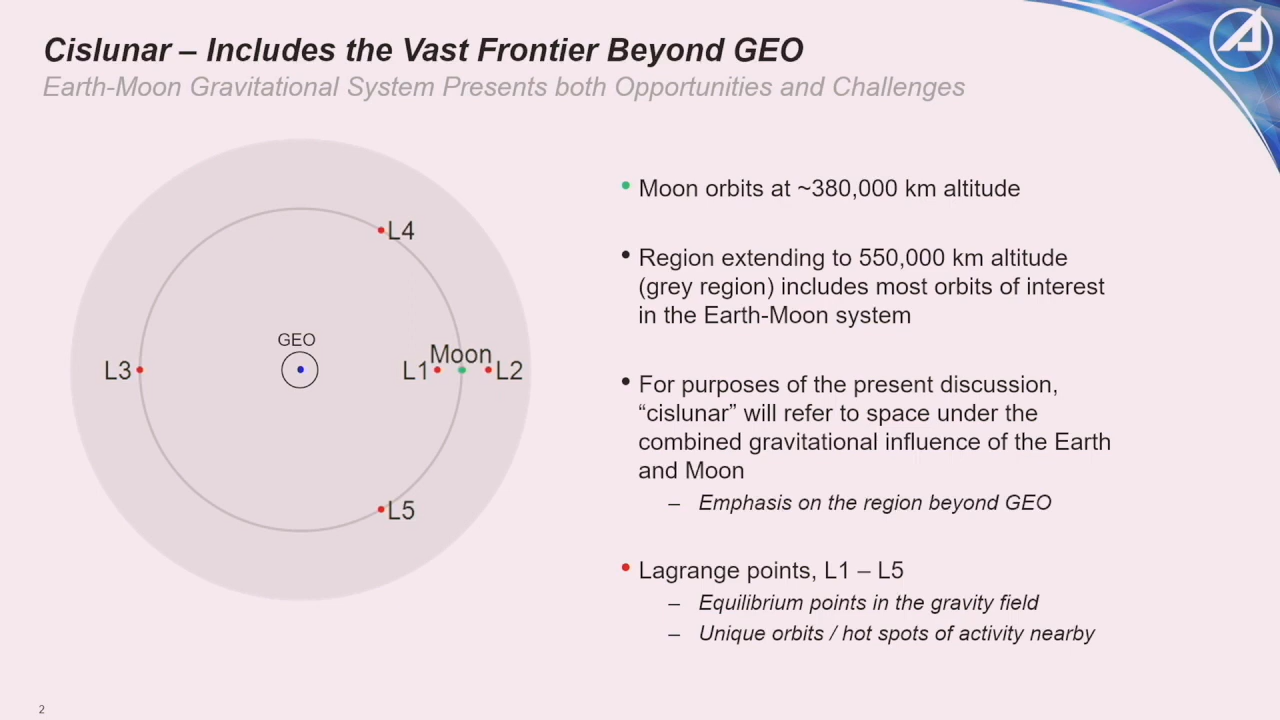 Cislunar – Includes the Vast Frontier Beyond GEO
Earth-Moon Gravitational System Presents both Opportunities and Challenges
L4
GEO
Moon
L3
L1
L2
L5
• Moon orbits at ~380,000 km altitude
• Region extending to 550,000 km altitude
(grey region) includes most orbits of interest
in the Earth-Moon system
• For purposes of the present discussion,
“cislunar” will refer to space under the
combined gravitational influence of the Earth
and Moon
– Emphasis on the region beyond GEO
• Lagrange points, L1 – L5
– Equilibrium points in the gravity field
– Unique orbits / hot spots of activity nearby
2